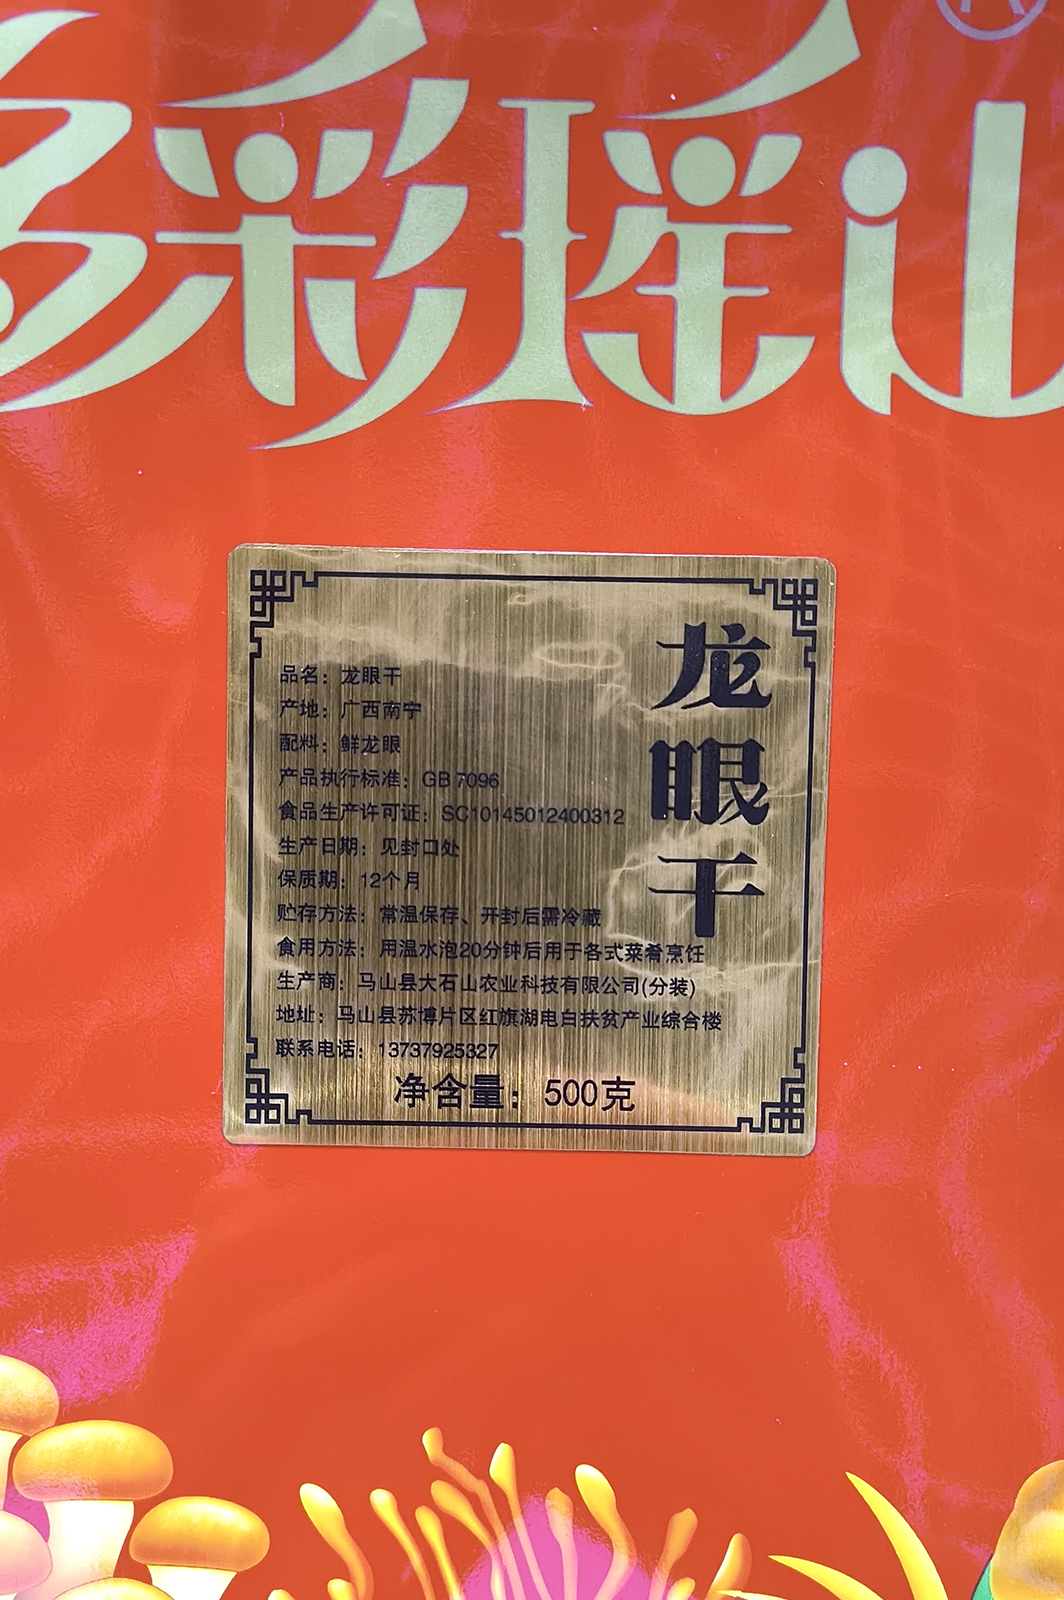 多彩瑶山
®
龙眼干
品名：龙眼干
产地：广西南宁
配料：鲜龙眼
产品执行标准：GB 7096
食品生产许可证：SC10145012400312
生产日期：见封口处
保质期：12个月
贮存方法：常温保存、开封后需冷藏
食用方法：用温水泡20分钟后用于各式菜肴烹饪
生产商：马山县大石山农业科技有限公司(分装)
地址：马山县苏博片区红旗湖电白扶贫产业综合楼
联系电话：13737925327
净含量：500克